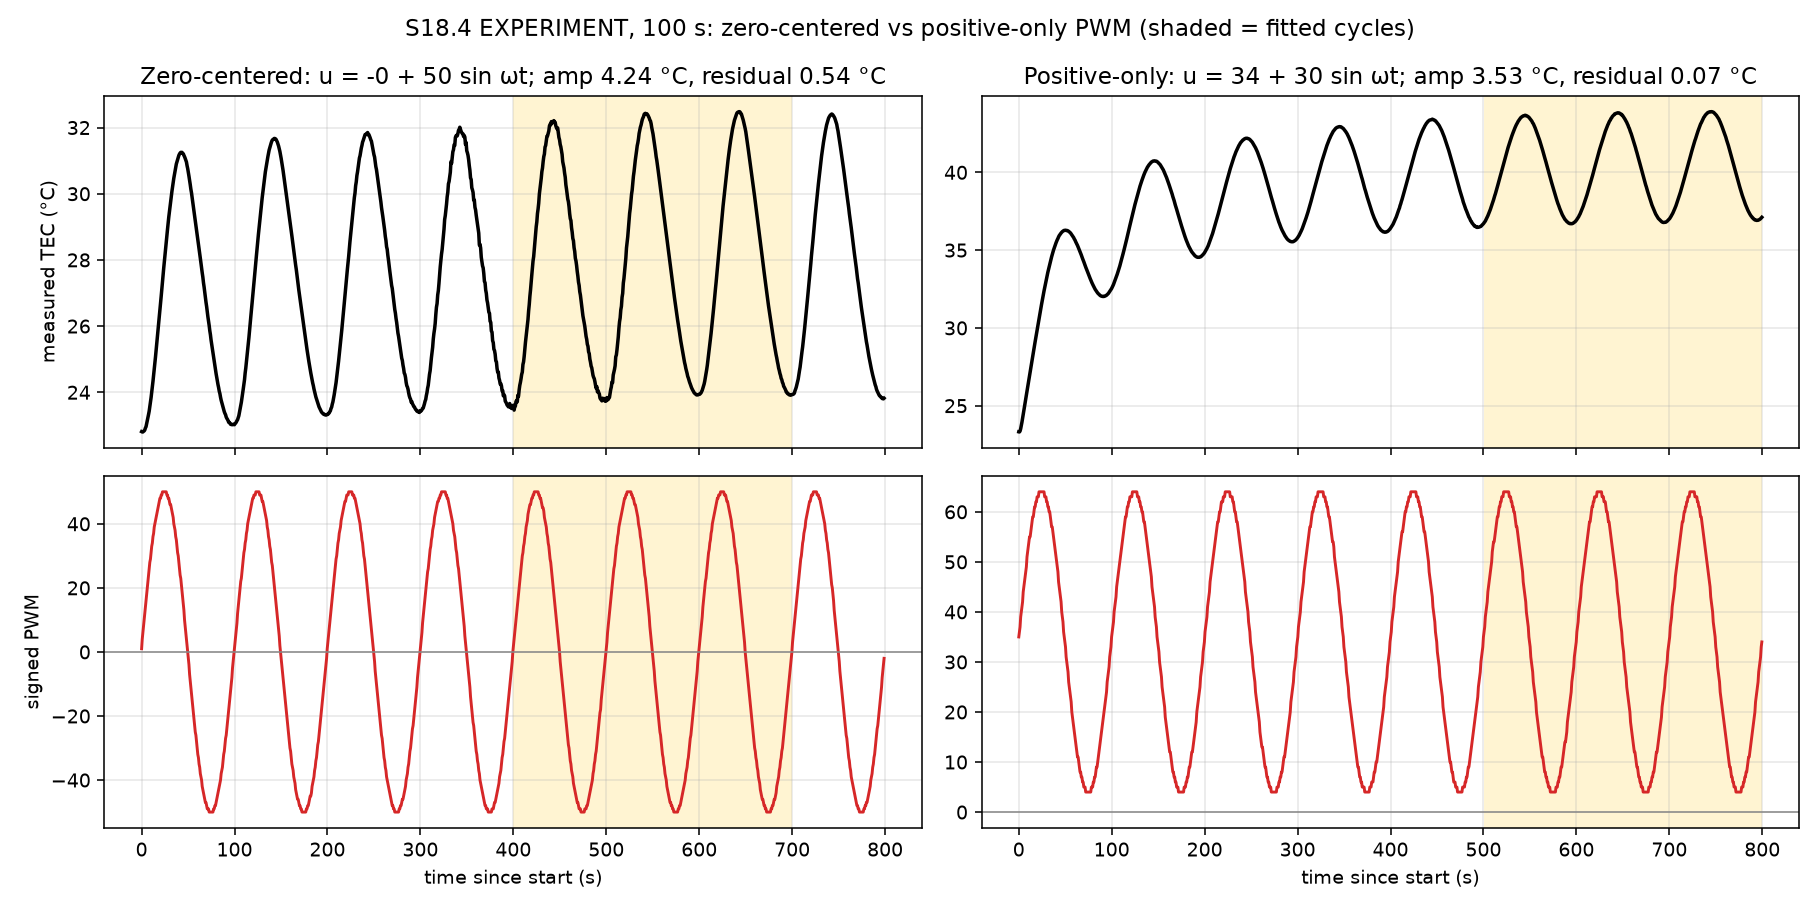 S18.4 EXPERIMENT, 100 s: zero-centered vs positive-only PWM (shaded = fitted cycles)
Zero-centered: u = -0 + 50 sin ωt; amp 4.24 °C, residual 0.54 °C
Positive-only: u = 34 + 30 sin ωt; amp 3.53 °C, residual 0.07 °C
measured TEC (°C)
32
30
28
26
24
40
35
30
25
signed PWM
40
20
0
−20
−40
60
50
40
30
20
10
0
0 100 200 300 400 500 600 700 800
time since start (s)
0 100 200 300 400 500 600 700 800
time since start (s)